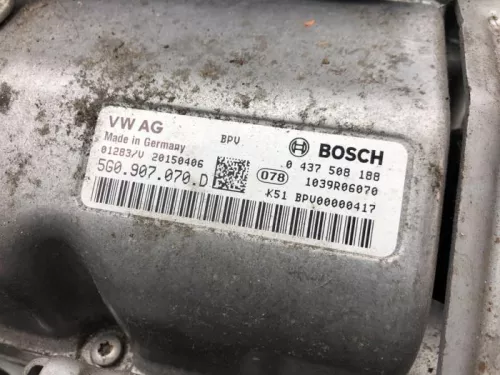 VW AG
Made in Germany
BPV
BOSCH
01283/V 20150406
0 437 508 188
5G0.907.070.D
078
1039R06070
K51 BPV00000417